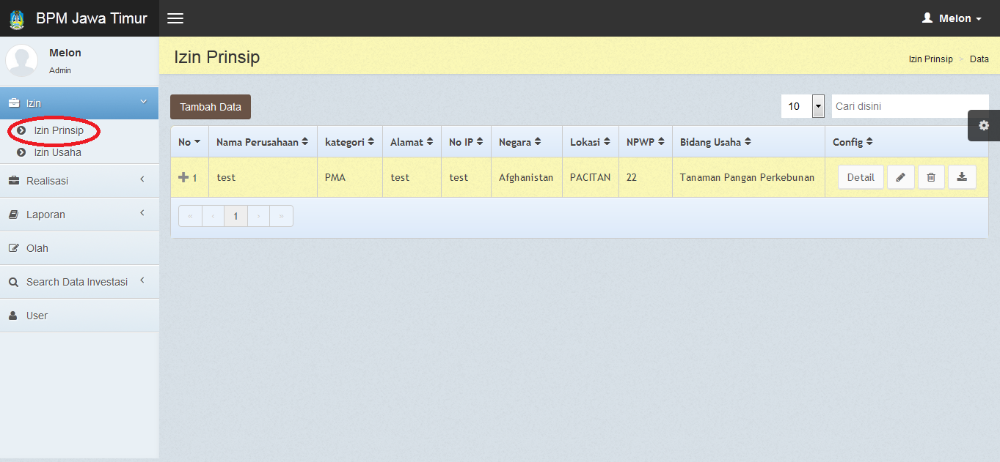 BPM Jawa Timur
Melon
Melon
Admin
Izin
Izin Prinsip
Izin Usaha
Realisasi
Laporan
Olah
Search Data Investasi
User
Izin Prinsip
Izin Prinsip > Data
Tambah Data
10
Cari disini
No Nama Perusahaan kategori Alamat No IP Negara Lokasi NPWP Bidang Usaha Config
1 test PMA test test Afghanistan PACITAN 22 Tanaman Pangan Perkebunan Detail
« ‹ 1 › »